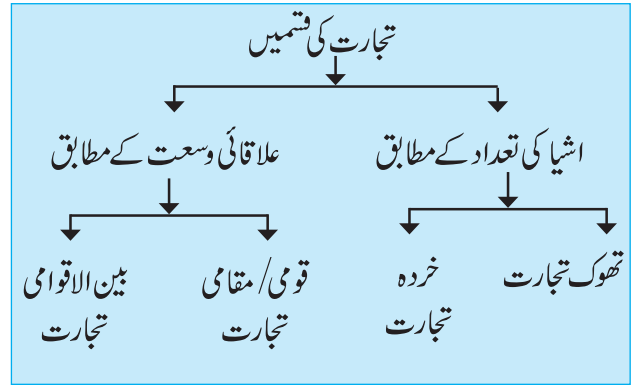 تجارت کی قسمیں
اشیا کی تعداد کے مطابق
علاقائی وسعت کے مطابق
تھوک تجارت
خردہ
تجارت
قومی/ مقامی
تجارت
بین الاقوامی
تجارت